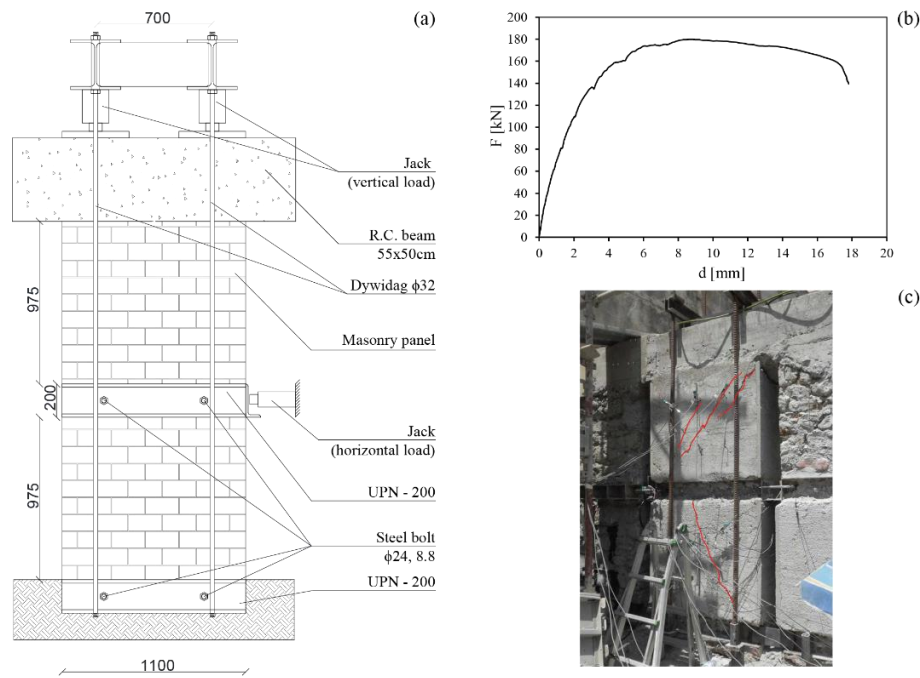 (a)
700
Jack
(vertical load)
R.C. beam
55x50cm
Dywidag ϕ32
Masonry panel
975
200
Jack
(horizontal load)
UPN - 200
975
Steel bolt
ϕ24, 8.8
UPN - 200
1100
(b)
200
180
160
140
120
100
80
60
40
20
0
F [kN]
0 2 4 6 8 10 12 14 16 18 20
d [mm]
(c)